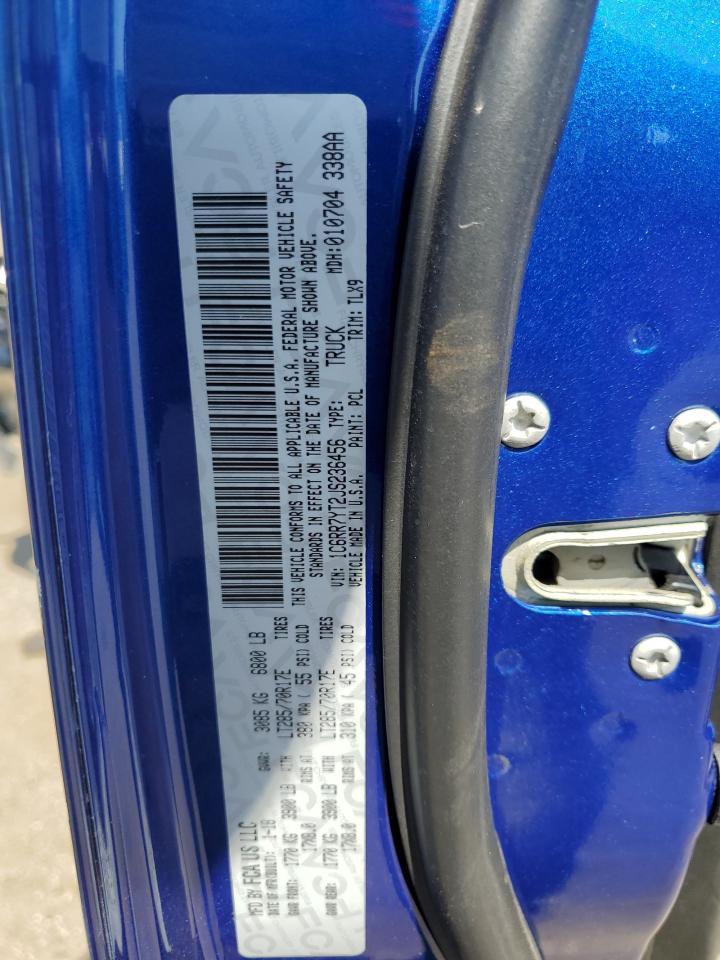 MFD BY: FCA US LLC
DATE OF MFR(BUILT): 1-18 GVWR: 3085 KG 6800 LB
GAWR FRONT: 1770 KG 3900 LB WITH LT285/70R17E TIRES
17X8.0 RIMS AT 380 KPA ( 55 PSI) COLD
GAWR REAR: 1770 KG 3900 LB WITH LT285/70R17E TIRES
17X8.0 RIMS AT 310 KPA ( 45 PSI) COLD
THIS VEHICLE CONFORMS TO ALL APPLICABLE U.S.A. FEDERAL MOTOR VEHICLE SAFETY
STANDARDS IN EFFECT ON THE DATE OF MANUFACTURE SHOWN ABOVE.
VIN: 1C6RR7YT2JS236456 TYPE: TRUCK MDH:010704 338AA
VEHICLE MADE IN U.S.A. PAINT: PCL TRIM: TLX9